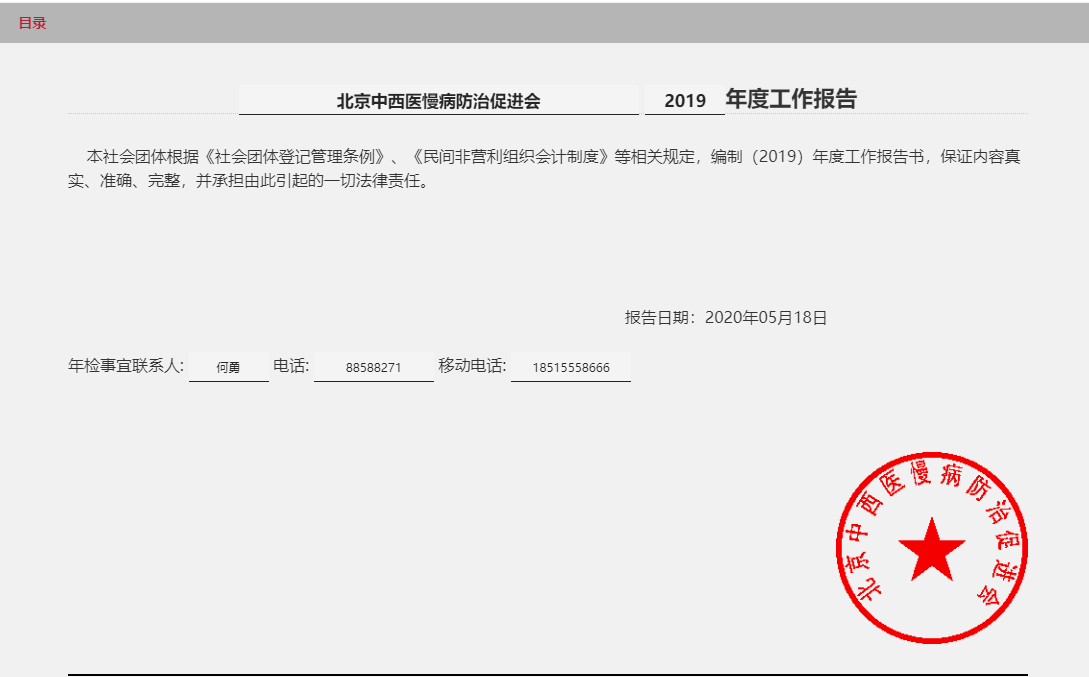 目录
北京中西医慢病防治促进会 2019 年度工作报告
本社会团体根据《社会团体登记管理条例》、《民间非营利组织会计制度》等相关规定，编制（2019）年度工作报告书，保证内容真
实、准确、完整，并承担由此引起的一切法律责任。
报告日期：2020年05月18日
年检事宜联系人: 何勇 电话: 88588271 移动电话: 18515558666
北京中西医慢病防治促进会